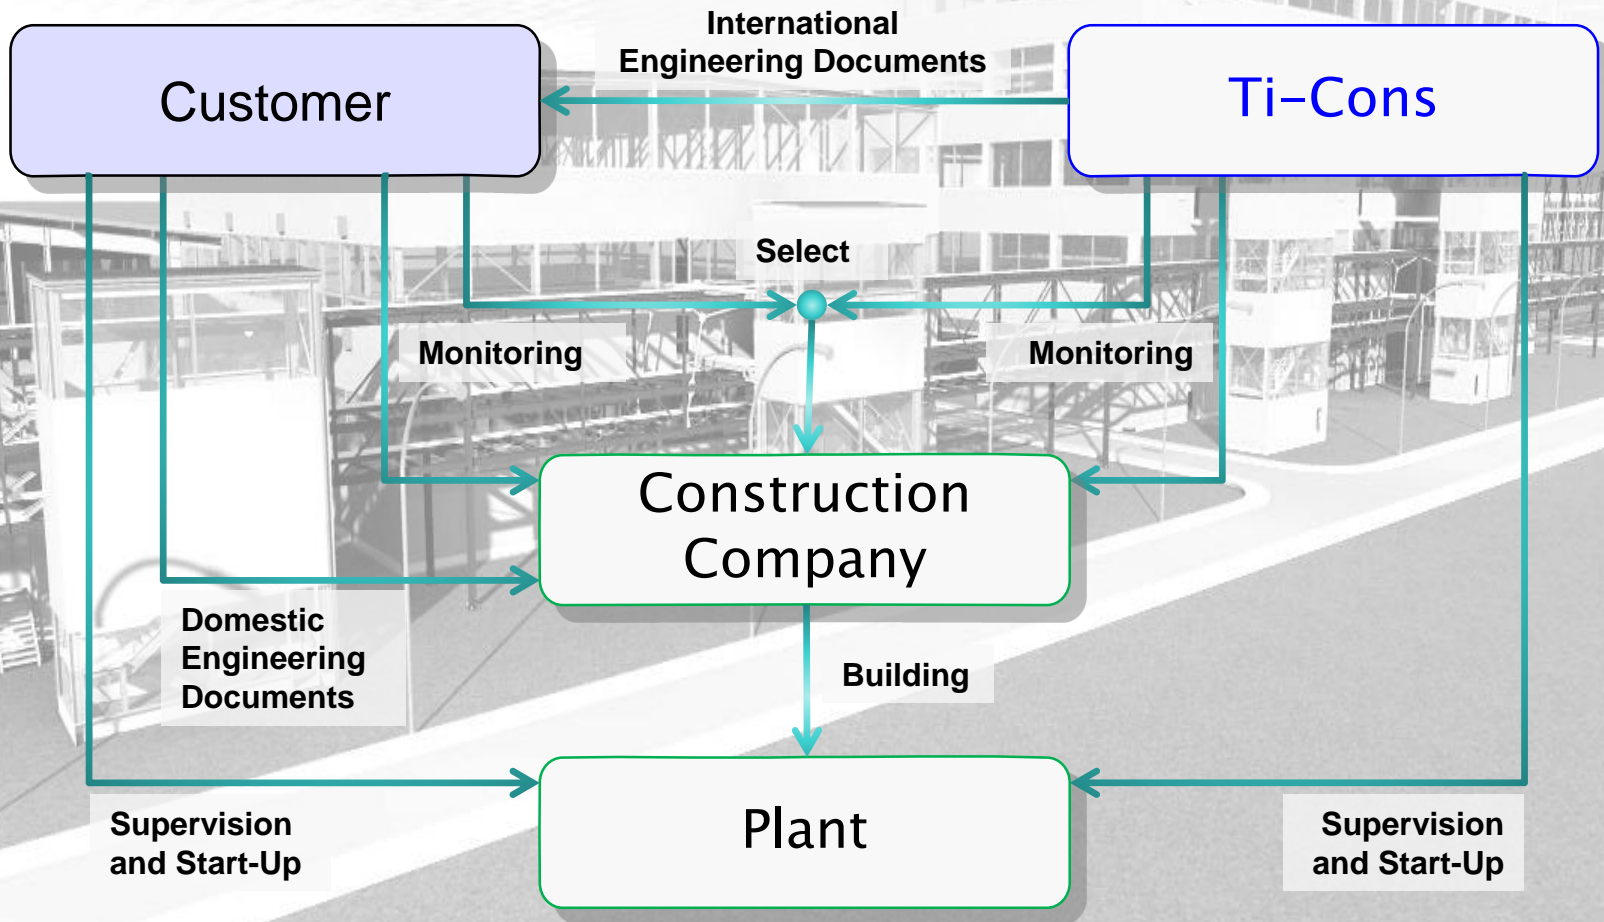 International
Engineering Documents
Customer
Ti-Cons
Select
Monitoring
Monitoring
Construction
Company
Domestic
Engineering
Documents
Building
Plant
Supervision
and Start-Up
Supervision
and Start-Up